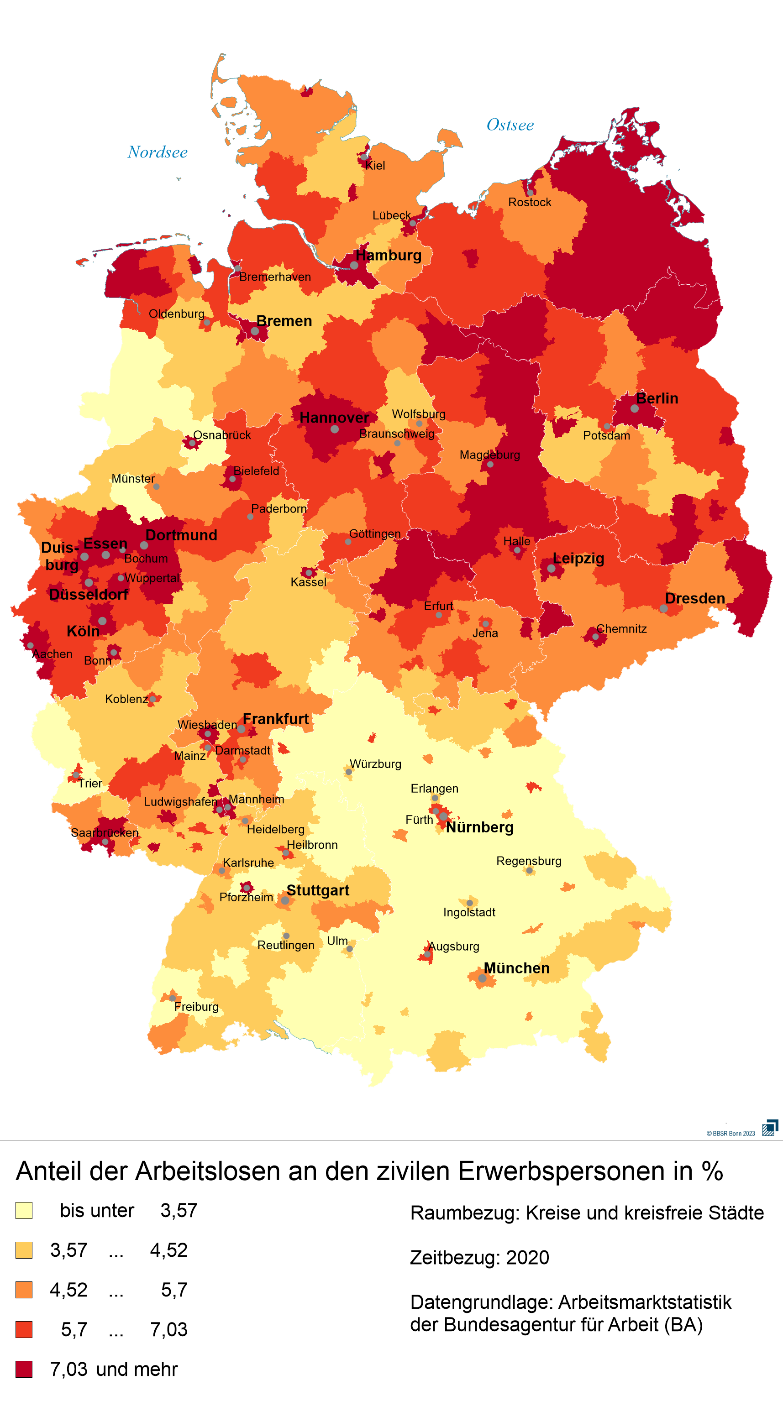 Nordsee
Ostsee
Kiel
Rostock
Lübeck
Hamburg
Bremerhaven
Oldenburg
Bremen
Berlin
Hannover
Wolfsburg
Braunschweig
Potsdam
Osnabrück
Magdeburg
Bielefeld
Münster
Paderborn
Göttingen
Dortmund
Essen
Duis-
burg
Bochum
Halle
Leipzig
Wuppertal
Kassel
Düsseldorf
Dresden
Erfurt
Köln
Jena
Chemnitz
Aachen
Bonn
Koblenz
Frankfurt
Wiesbaden
Mainz
Darmstadt
Würzburg
Trier
Erlangen
Ludwigshafen
Mannheim
Fürth
Nürnberg
Heidelberg
Saarbrücken
Heilbronn
Karlsruhe
Regensburg
Stuttgart
Pforzheim
Ingolstadt
Reutlingen
Ulm
Augsburg
München
Freiburg
© BBSR Bonn 2023
Anteil der Arbeitslosen an den zivilen Erwerbspersonen in %
bis unter 3,57
3,57 ... 4,52
4,52 ... 5,7
5,7 ... 7,03
7,03 und mehr
Raumbezug: Kreise und kreisfreie Städte
Zeitbezug: 2020
Datengrundlage: Arbeitsmarktstatistik
der Bundesagentur für Arbeit (BA)